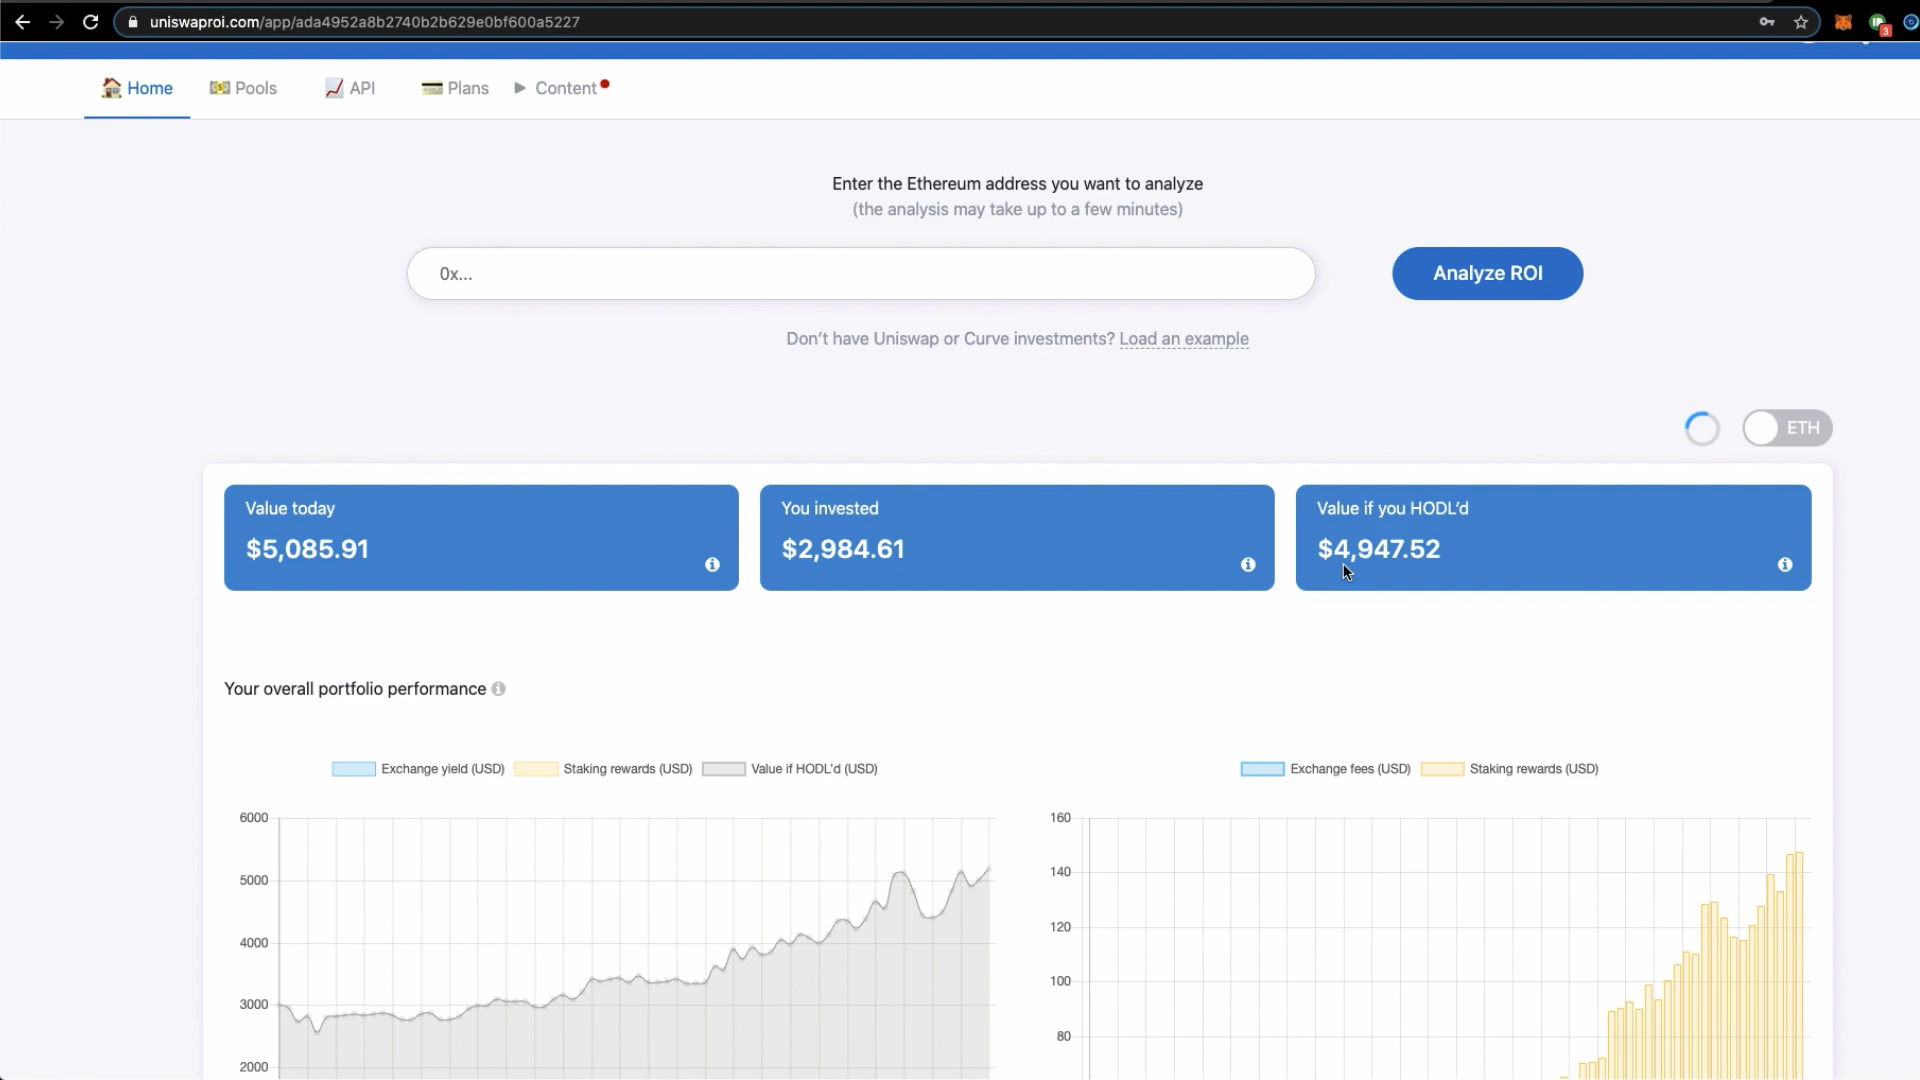 uniswaproi.com/app/ada4952a8b2740b2b629e0bf600a5227
3
Home Pools API Plans Content
Enter the Ethereum address you want to analyze
(the analysis may take up to a few minutes)
0x...
Analyze ROI
Don't have Uniswap or Curve investments? Load an example
ETH
Value today
$5,085.91
You invested
$2,984.61
Value if you HODL'd
$4,947.52
Your overall portfolio performance
Exchange yield (USD) Staking rewards (USD) Value if HODL'd (USD)
6000
5000
4000
3000
2000
Exchange fees (USD) Staking rewards (USD)
160
140
120
100
80